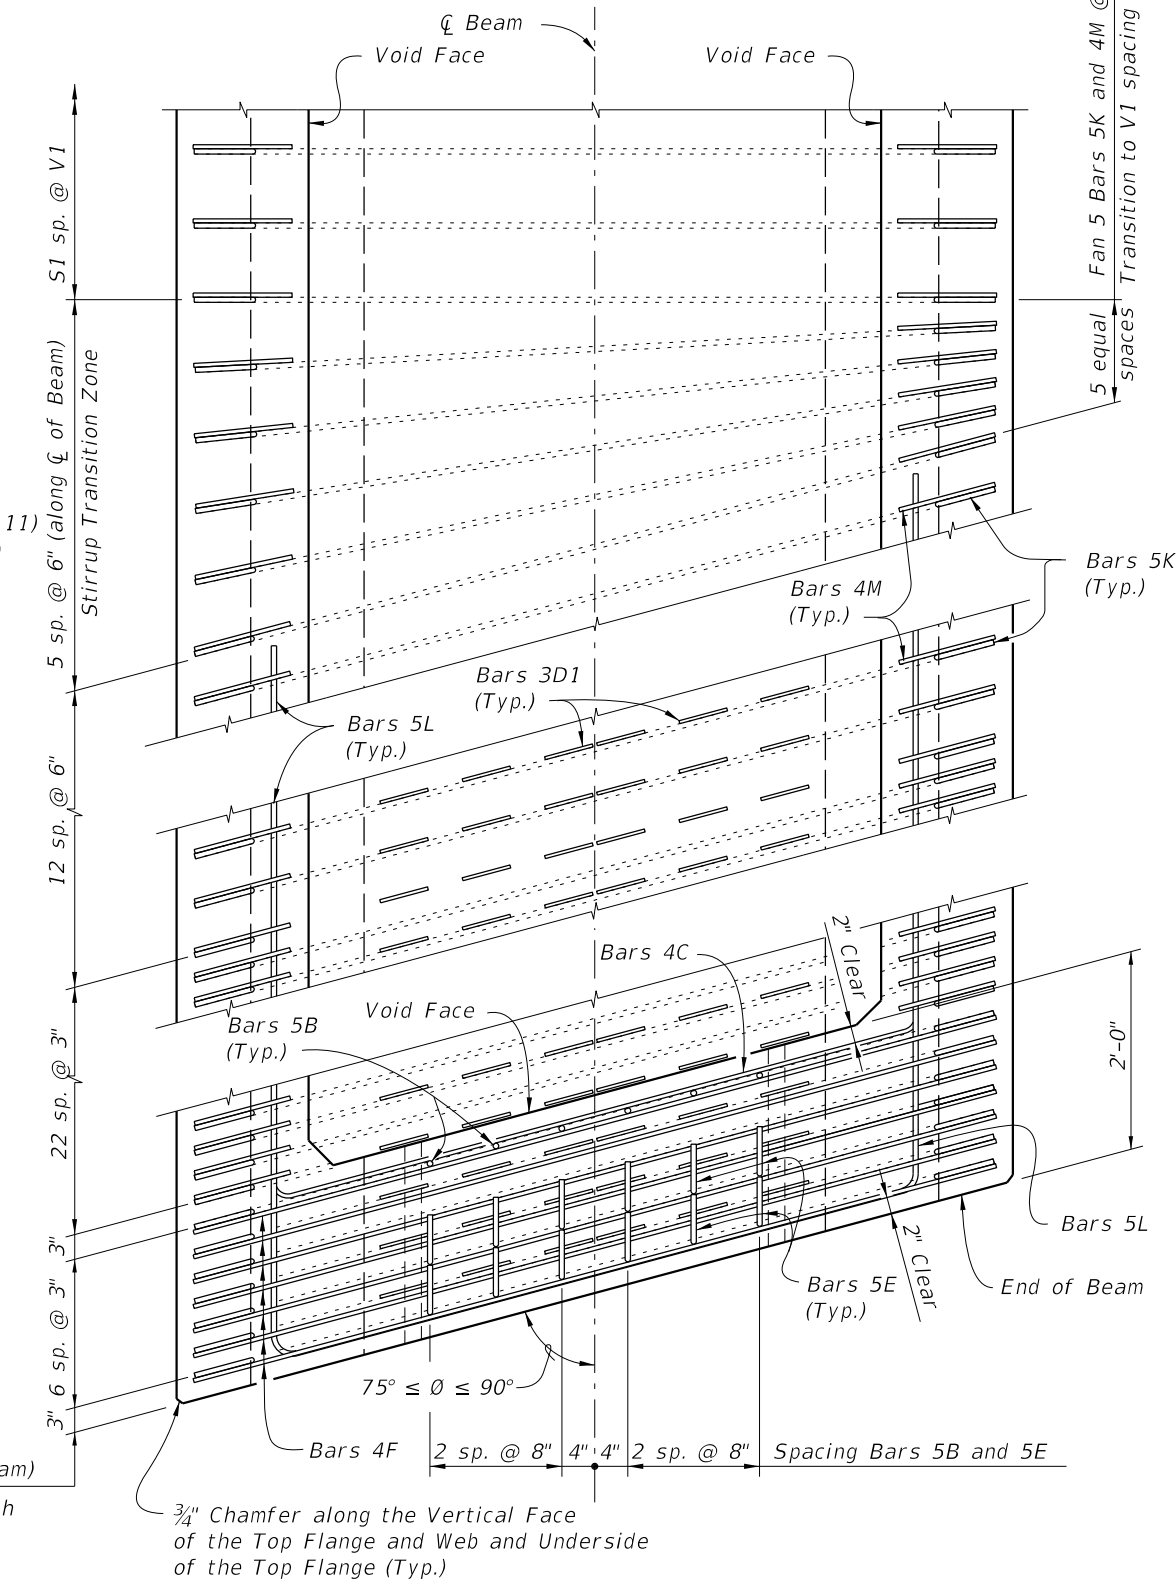 ℄ Beam
Void Face
Void Face
S1 sp. @ V1
5 sp. @ 6" (along ℄ of Beam)
Stirrup Transition Zone
12 sp. @ 6"
22 sp. @ 3"
3"
6 sp. @ 3"
3"
11)
am)
h
Fan 5 Bars 5K and 4M @
Transition to V1 spacing
5 equal
spaces
Bars 5K
(Typ.)
Bars 4M
(Typ.)
Bars 3D1
(Typ.)
Bars 5L
(Typ.)
Bars 4C
2" Clear
Void Face
Bars 5B
(Typ.)
2'-0"
Bars 5L
Bars 5E
(Typ.)
2" Clear
End of Beam
75° ≤ Ø ≤ 90°
Bars 4F
2 sp. @ 8" 4" 4" 2 sp. @ 8" Spacing Bars 5B and 5E
¾" Chamfer along the Vertical Face
of the Top Flange and Web and Underside
of the Top Flange (Typ.)